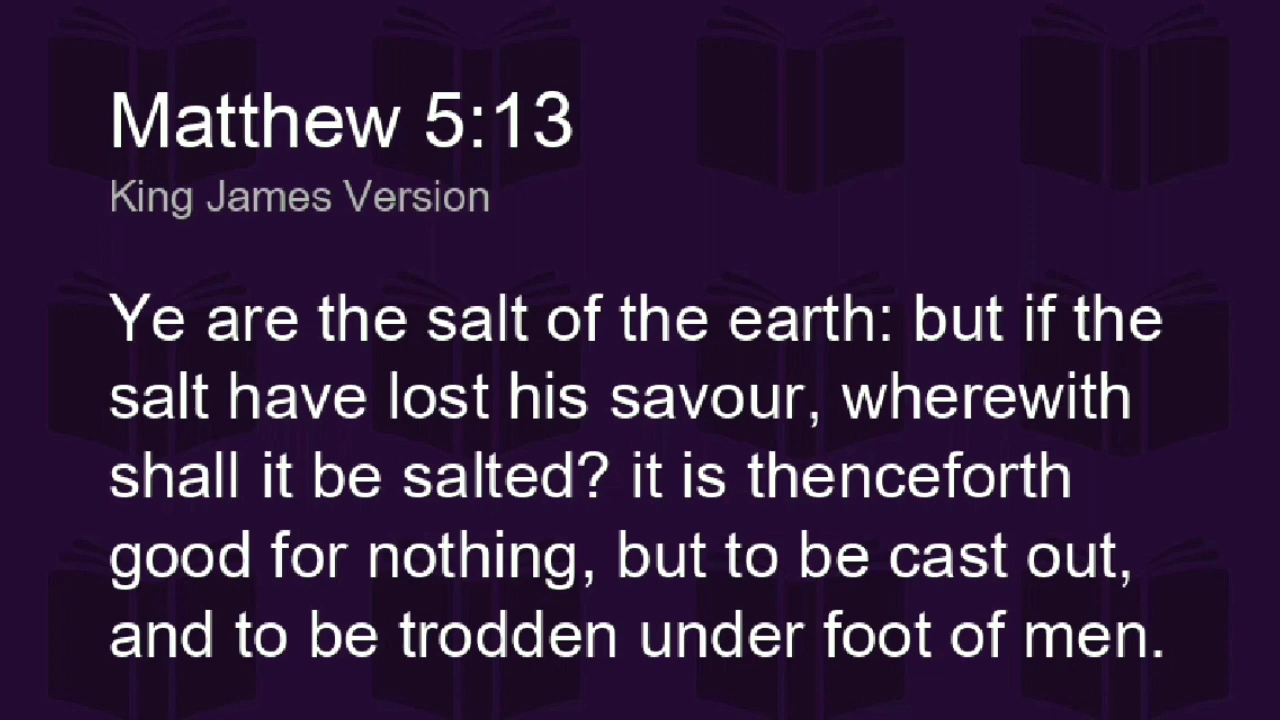 Matthew 5:13
King James Version
Ye are the salt of the earth: but if the
salt have lost his savour, wherewith
shall it be salted? it is thenceforth
good for nothing, but to be cast out,
and to be trodden under foot of men.